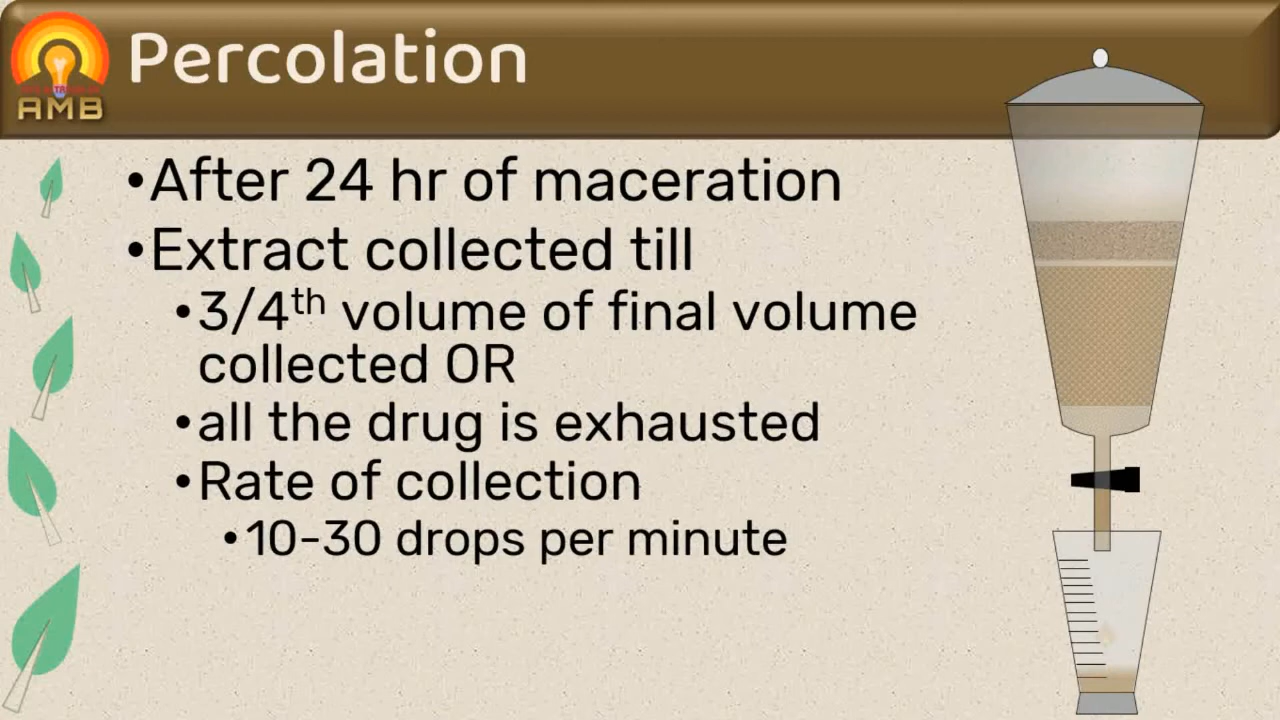 Percolation
AMB
•After 24 hr of maceration
•Extract collected till
•3/4th volume of final volume
collected OR
•all the drug is exhausted
•Rate of collection
•10-30 drops per minute